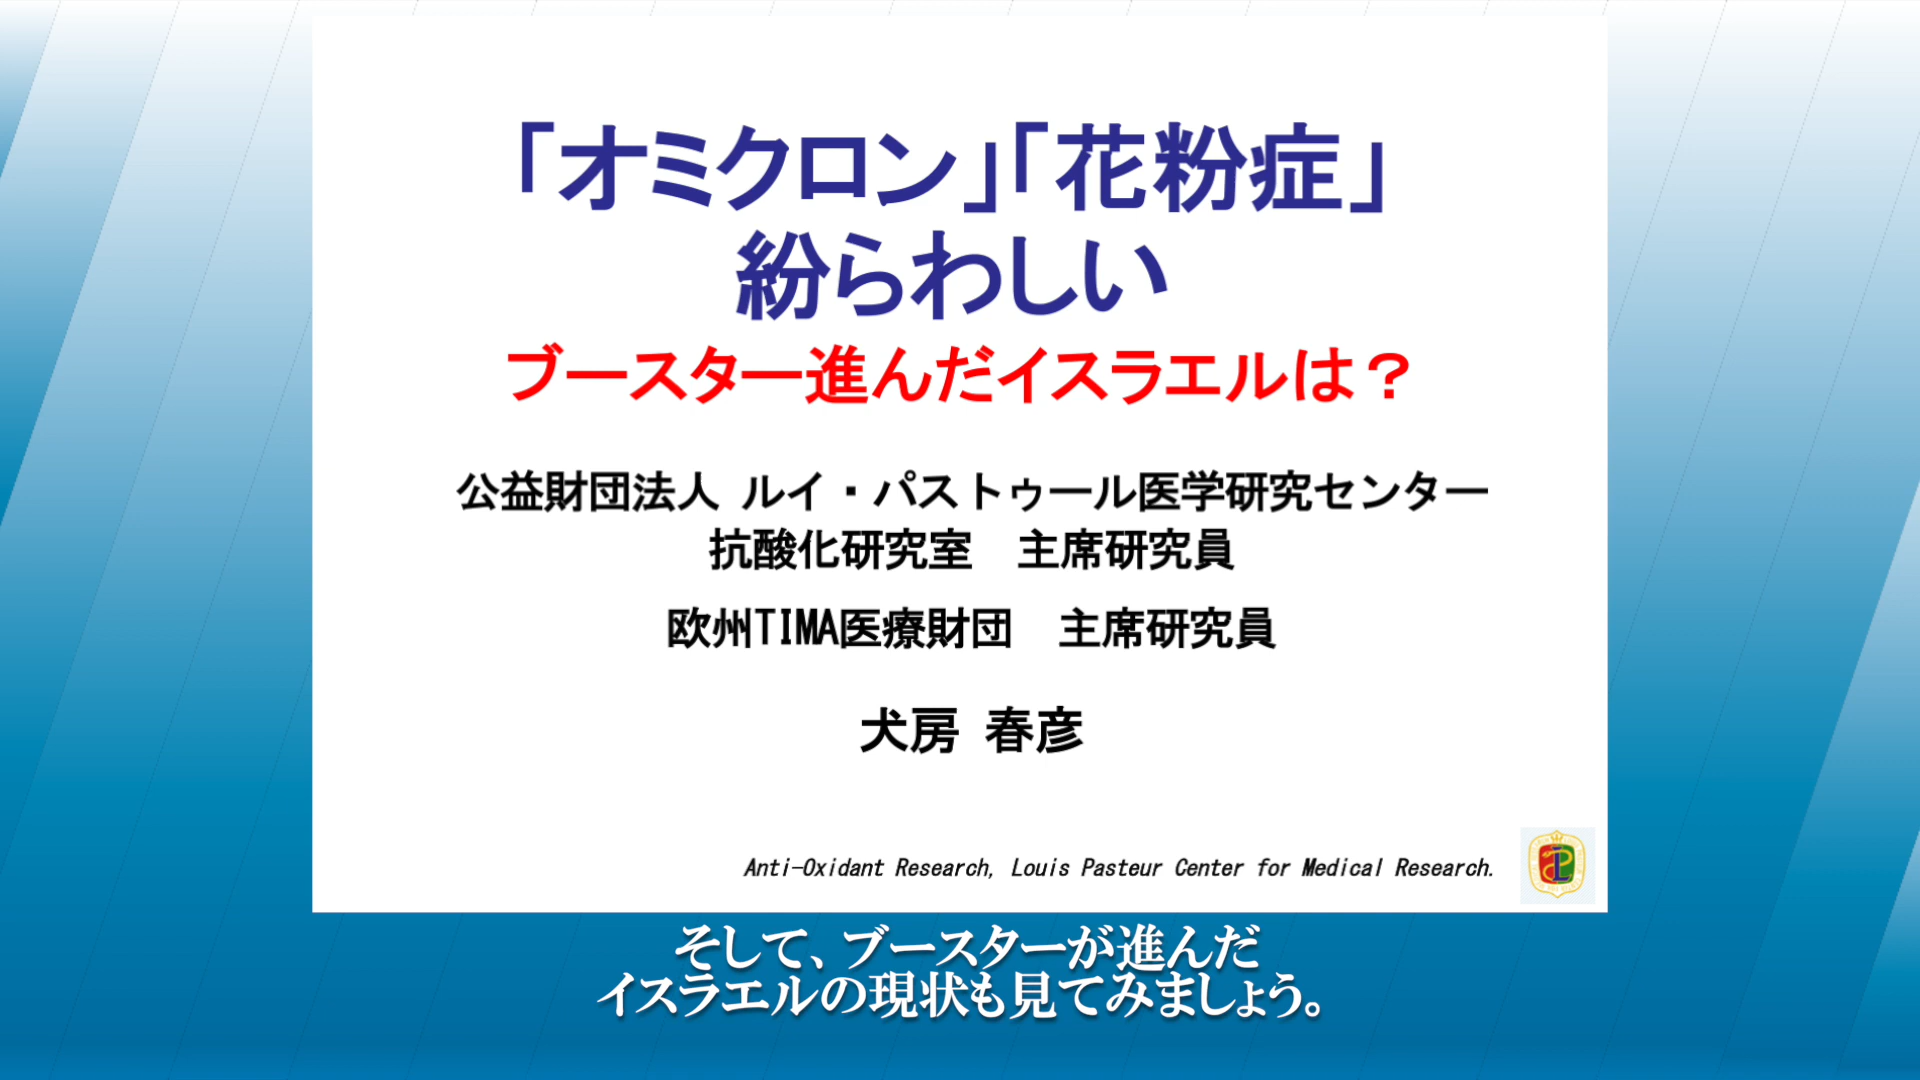 「オミクロン」「花粉症」
紛らわしい
ブースター進んだイスラエルは？
公益財団法人 ルイ・パストゥール医学研究センター
抗酸化研究室　主席研究員
欧州TIMA医療財団　主席研究員
犬房 春彦
Anti-Oxidant Research, Louis Pasteur Center for Medical Research.
そして、ブースターが進んだ
イスラエルの現状も見てみましょう。